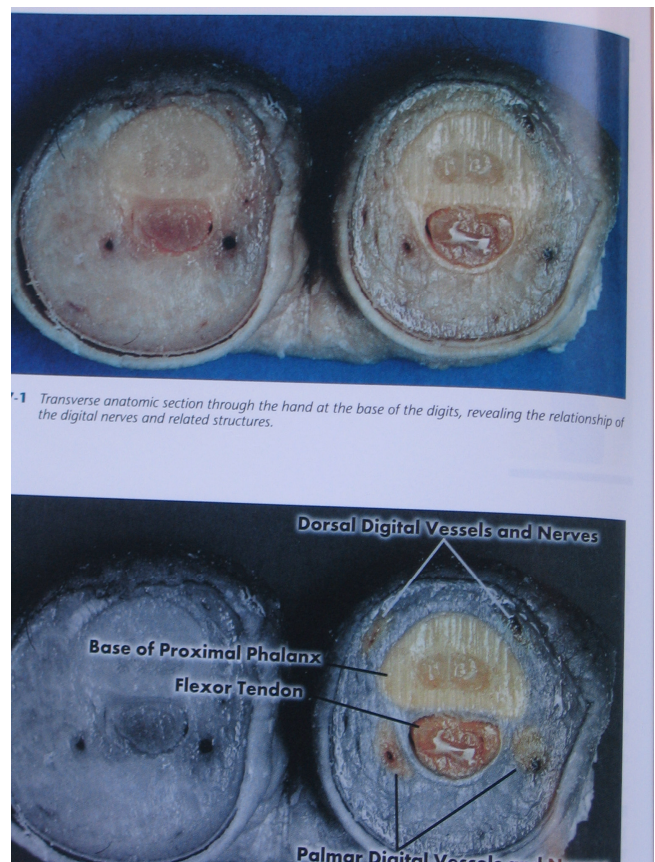 -1 Transverse anatomic section through the hand at the base of the digits, revealing the relationship of
the digital nerves and related structures.
Dorsal Digital Vessels and Nerves
Base of Proximal Phalanx
Flexor Tendon
Palmar Digital Vessels